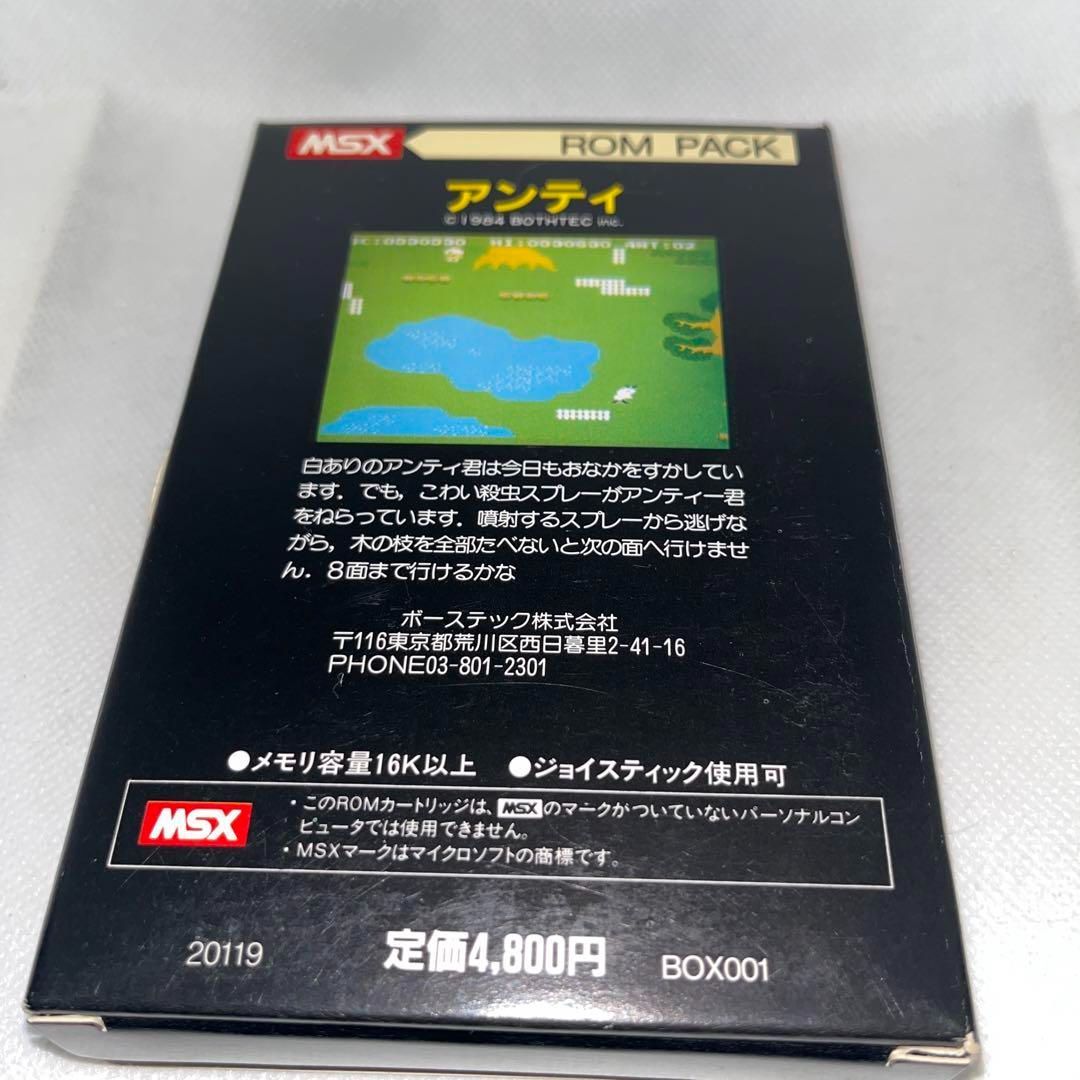 MSX ROM PACK
アンティ
© 1984 BOTHTEC inc.
SC:0530530 HI:0530630 ANT:02
白ありのアンティ君は今日もおなかをすかしてい
ます．でも，こわい殺虫スプレーがアンティー君
をねらっています．噴射するスプレーから逃げな
がら，木の枝を全部たべないと次の面へ行けませ
ん．8面まで行けるかな
ボーステック株式会社
〒116東京都荒川区西日暮里2-41-16
PHONE03-801-2301
●メモリ容量16K以上 ●ジョイスティック使用可
MSX
・このROMカートリッジは、MSXのマークがついていないパーソナルコン
ピュータでは使用できません。
・MSXマークはマイクロソフトの商標です。
20119 定価4,800円 BOX001